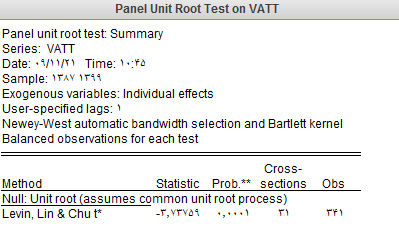 Panel Unit Root Test on VATT
Panel unit root test: Summary
Series: VATT
Date: ۰۹/۱۱/۲۱ Time: ۱۰:۴۵
Sample: ۱۳۸۷ ۱۳۹۹
Exogenous variables: Individual effects
User-specified lags: ۱
Newey-West automatic bandwidth selection and Bartlett kernel
Balanced observations for each test
Cross-
Method Statistic Prob.** sections Obs
Null: Unit root (assumes common unit root process)
Levin, Lin & Chu t* -۳,۷۳۷۵۹ ۰,۰۰۰۱ ۳۱ ۳۴۱